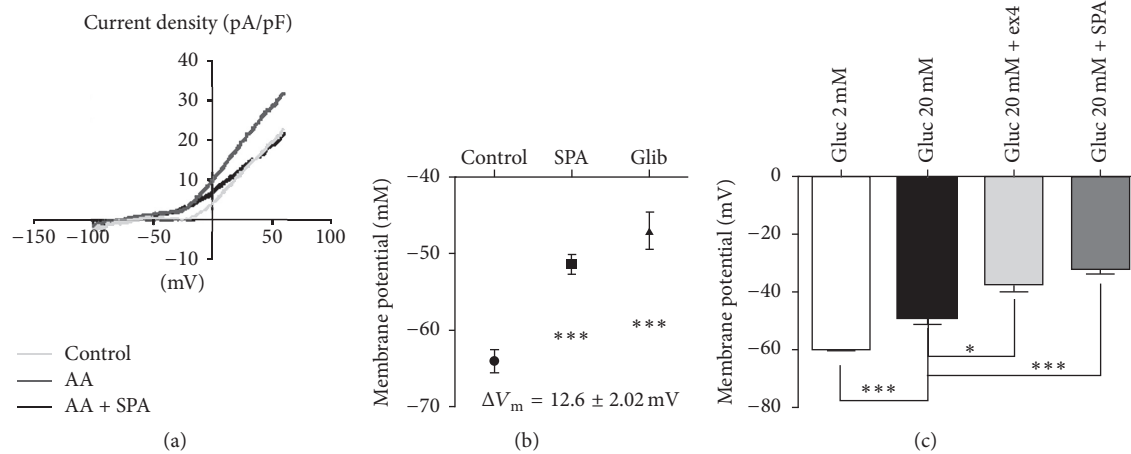 Current density (pA/pF)
40
30
20
10
−150
−100
−50
0
50
100
−10
(mV)
Control
AA
AA + SPA
(a)
Membrane potential (mM)
Control
SPA
Glib
−40
−50
−60
−70
***
***
ΔVm = 12.6 ± 2.02 mV
(b)
Membrane potential (mV)
Gluc 2 mM
Gluc 20 mM
Gluc 20 mM + ex4
Gluc 20 mM + SPA
0
−20
−40
−60
−80
*
***
***
(c)